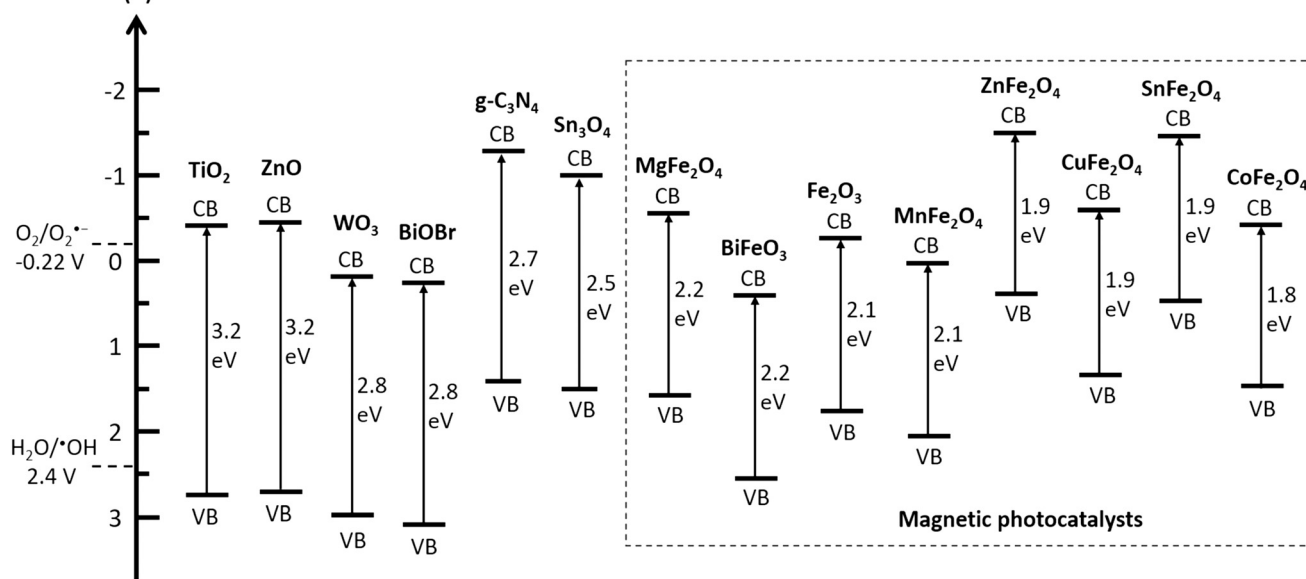 -2
-1
0
1
2
3
O₂/O₂•−
-0.22 V
H₂O/•OH
2.4 V
TiO₂
CB
3.2
eV
VB
ZnO
CB
3.2
eV
VB
WO₃
CB
2.8
eV
VB
BiOBr
CB
2.8
eV
VB
g-C₃N₄
CB
2.7
eV
VB
Sn₃O₄
CB
2.5
eV
VB
MgFe₂O₄
CB
2.2
eV
VB
BiFeO₃
CB
2.2
eV
VB
Fe₂O₃
CB
2.1
eV
VB
MnFe₂O₄
CB
2.1
eV
VB
ZnFe₂O₄
CB
1.9
eV
VB
CuFe₂O₄
CB
1.9
eV
VB
SnFe₂O₄
CB
1.9
eV
VB
CoFe₂O₄
CB
1.8
eV
VB
Magnetic photocatalysts